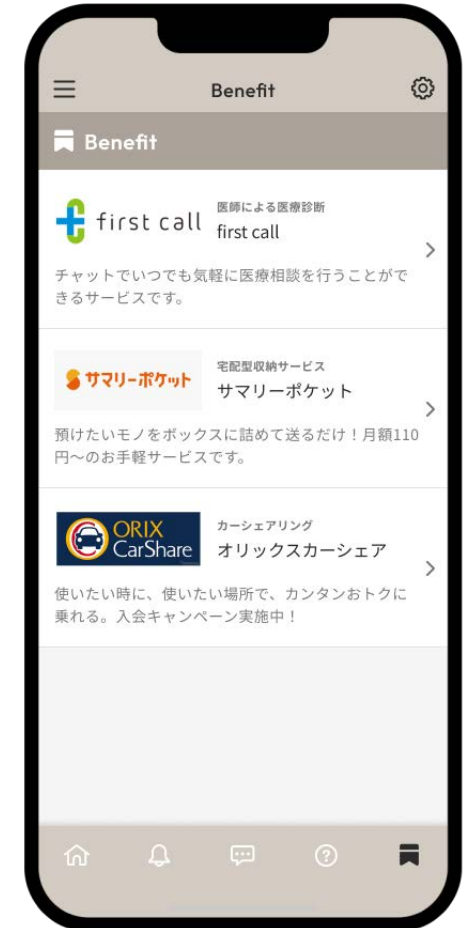 Benefit
Benefit
first call
医師による医療診断
first call
チャットでいつでも気軽に医療相談を行うことがで
きるサービスです。
サマリーポケット
宅配型収納サービス
サマリーポケット
預けたいモノをボックスに詰めて送るだけ！月額110
円〜のお手軽サービスです。
ORIX
CarShare
カーシェアリング
オリックスカーシェア
使いたい時に、使いたい場所で、カンタンおトクに
乗れる。入会キャンペーン実施中！